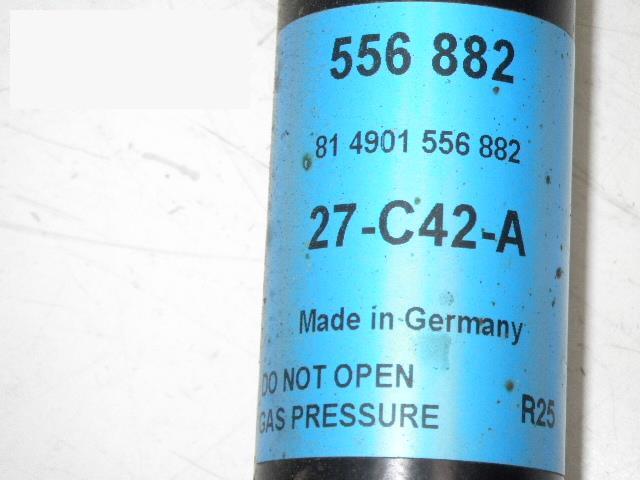 556 882
81 4901 556 882
27-C42-A
Made in Germany
DO NOT OPEN
GAS PRESSURE R25